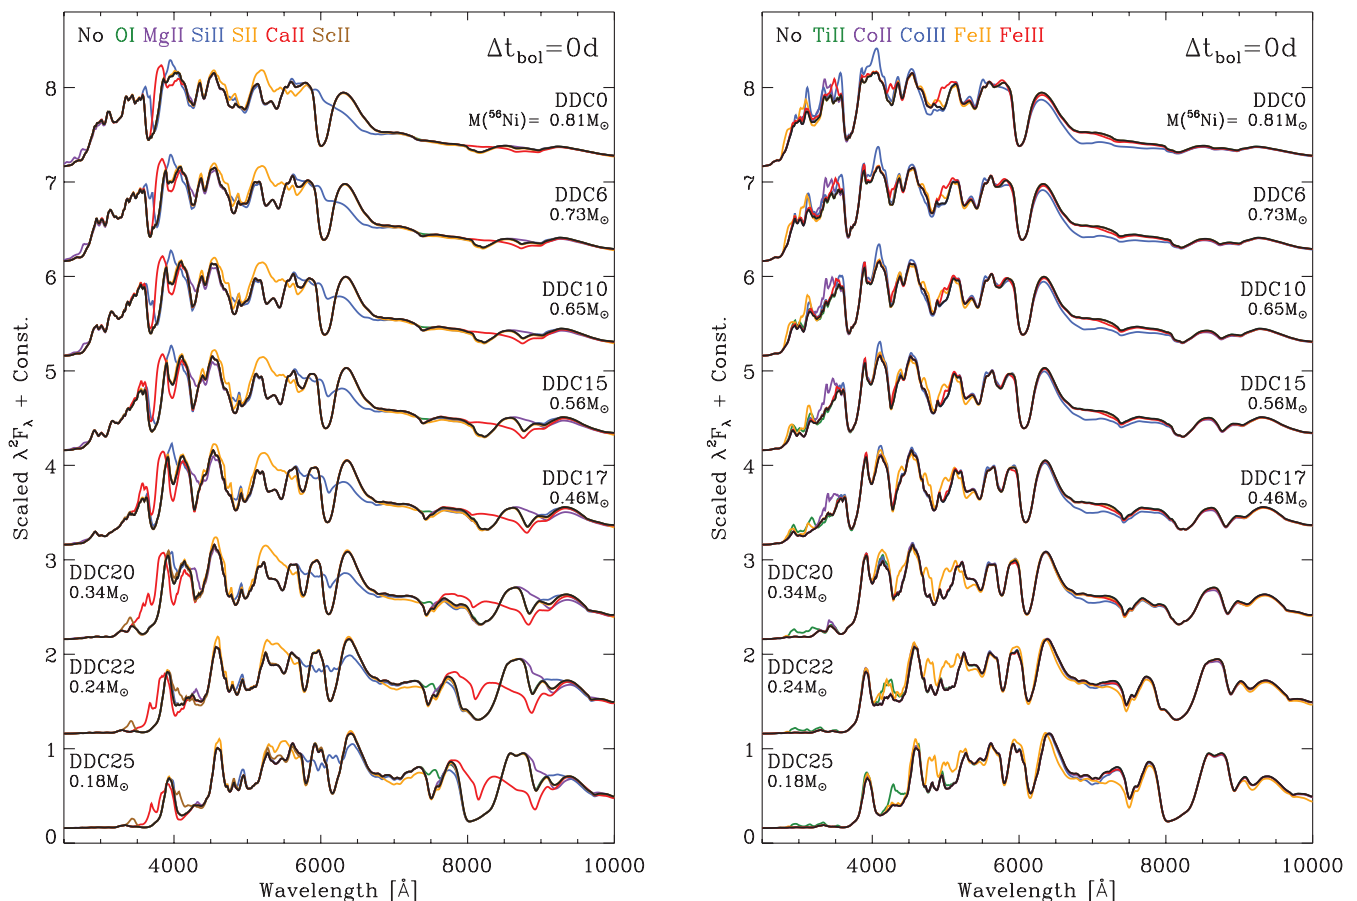 No OI MgII SiII SII CaII ScII
Δt_bol=0d
8
DDC0
M(⁵⁶Ni)= 0.81M☉
7
DDC6
0.73M☉
6
DDC10
0.65M☉
5
DDC15
0.56M☉
4
DDC17
0.46M☉
3
DDC20
0.34M☉
2
DDC22
0.24M☉
1
DDC25
0.18M☉
0
4000 6000 8000 10000
Wavelength [Å]
Scaled λ²F_λ + Const.
No TiII CoII CoIII FeII FeIII
Δt_bol=0d
8
DDC0
M(⁵⁶Ni)= 0.81M☉
7
DDC6
0.73M☉
6
DDC10
0.65M☉
5
DDC15
0.56M☉
4
DDC17
0.46M☉
3
DDC20
0.34M☉
2
DDC22
0.24M☉
1
DDC25
0.18M☉
0
4000 6000 8000 10000
Wavelength [Å]
Scaled λ²F_λ + Const.